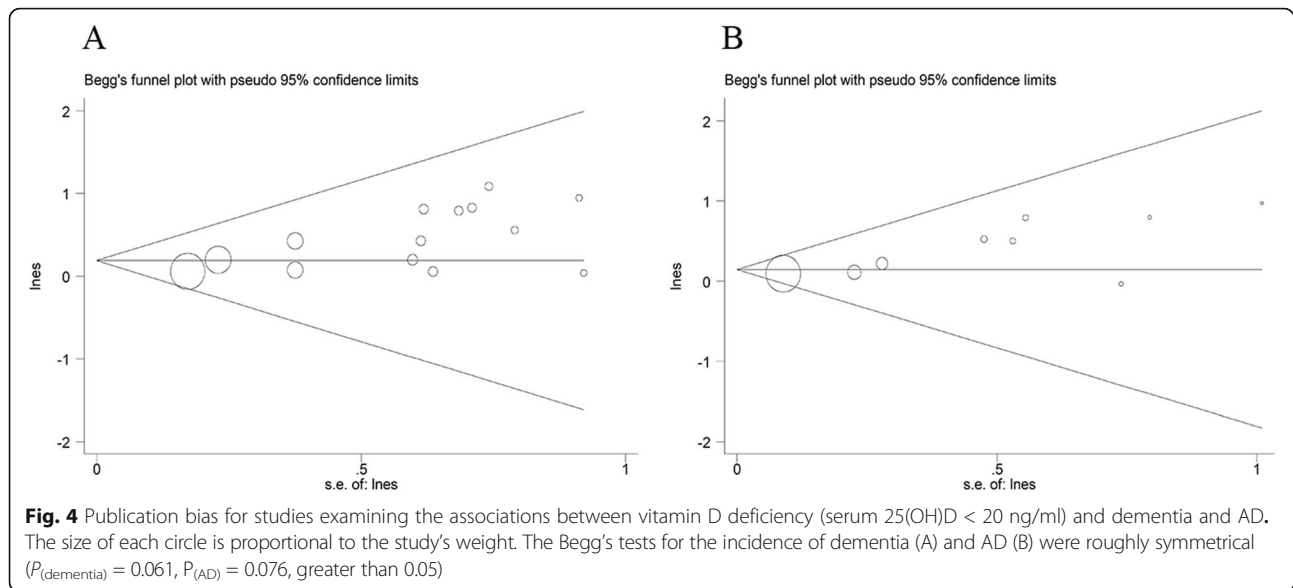 A
Begg's funnel plot with pseudo 95% confidence limits
lnes
2
1
0
-1
-2
0
.5
1
s.e. of: lnes
B
Begg's funnel plot with pseudo 95% confidence limits
lnes
2
1
0
-1
-2
0
.5
1
s.e. of: lnes
Fig. 4 Publication bias for studies examining the associations between vitamin D deficiency (serum 25(OH)D < 20 ng/ml) and dementia and AD.
The size of each circle is proportional to the study's weight. The Begg's tests for the incidence of dementia (A) and AD (B) were roughly symmetrical
(P(dementia) = 0.061, P(AD) = 0.076, greater than 0.05)